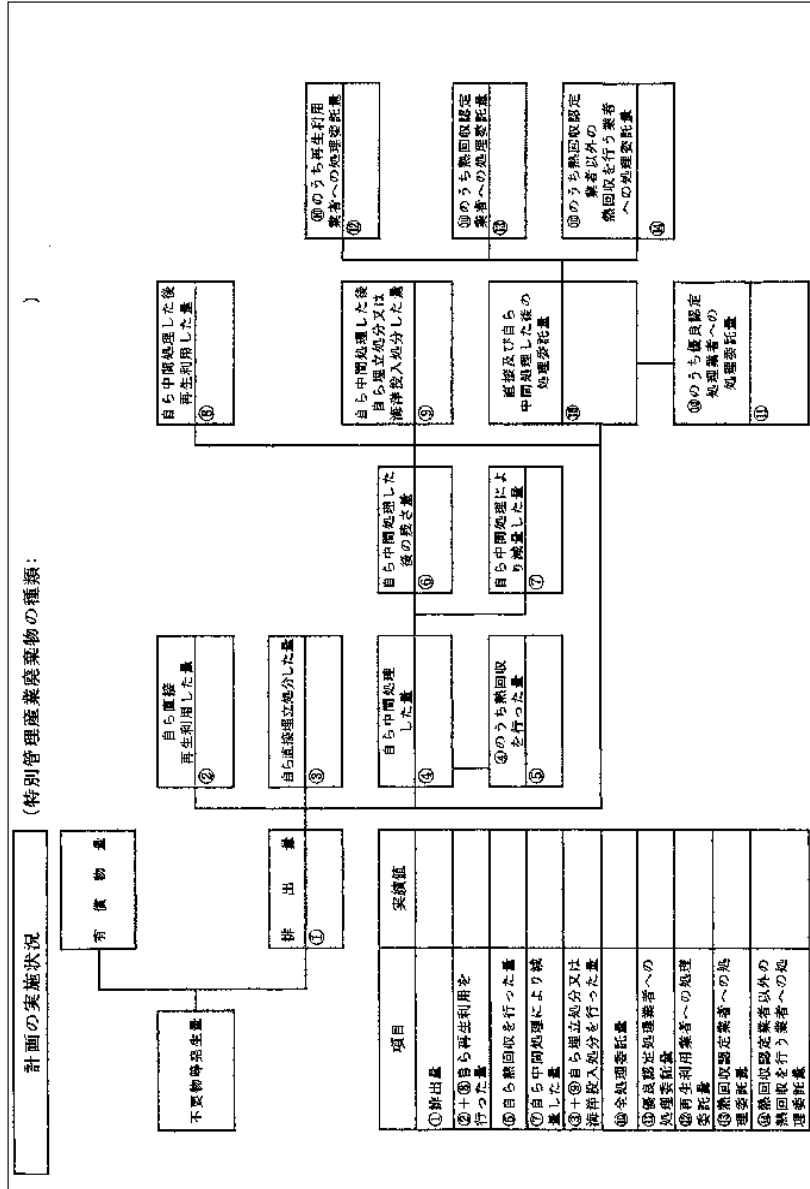 計画の実施状況
(特別管理産業廃棄物の種類: )
不要物等発生量
有償物量
排出量
①
自ら直接
再生利用した量
②
自ら直接埋立処分した量
③
自ら中間処理
した量
④
④のうち熱回収
を行った量
⑤
自ら中間処理した
後の残さ量
⑥
自ら中間処理によ
り減量した量
⑦
自ら中間処理した後
再生利用した量
⑧
自ら中間処理した後
自ら埋立処分又は
海洋投入処分した量
⑨
直接及び自ら
中間処理した後の
処理委託量
⑩
⑩のうち優良認定
処理業者への
処理委託量
⑪
⑩のうち再生利用
業者への処理委託量
⑫
⑩のうち熱回収認定
業者への処理委託量
⑬
⑩のうち熱回収認定
業者以外の
熱回収を行う業者
への処理委託量
⑭
項目
実績値
①排出量
②+⑧自ら再生利用を
行った量
⑤自ら熱回収を行った量
⑦自ら中間処理により減
量した量
③+⑨自ら埋立処分又は
海洋投入処分を行った量
⑩全処理委託量
⑪優良認定処理業者への
処理委託量
⑫再生利用業者への処理
委託量
⑬熱回収認定業者への処
理委託量
⑭熱回収認定業者以外の
熱回収を行う業者への処
理委託量